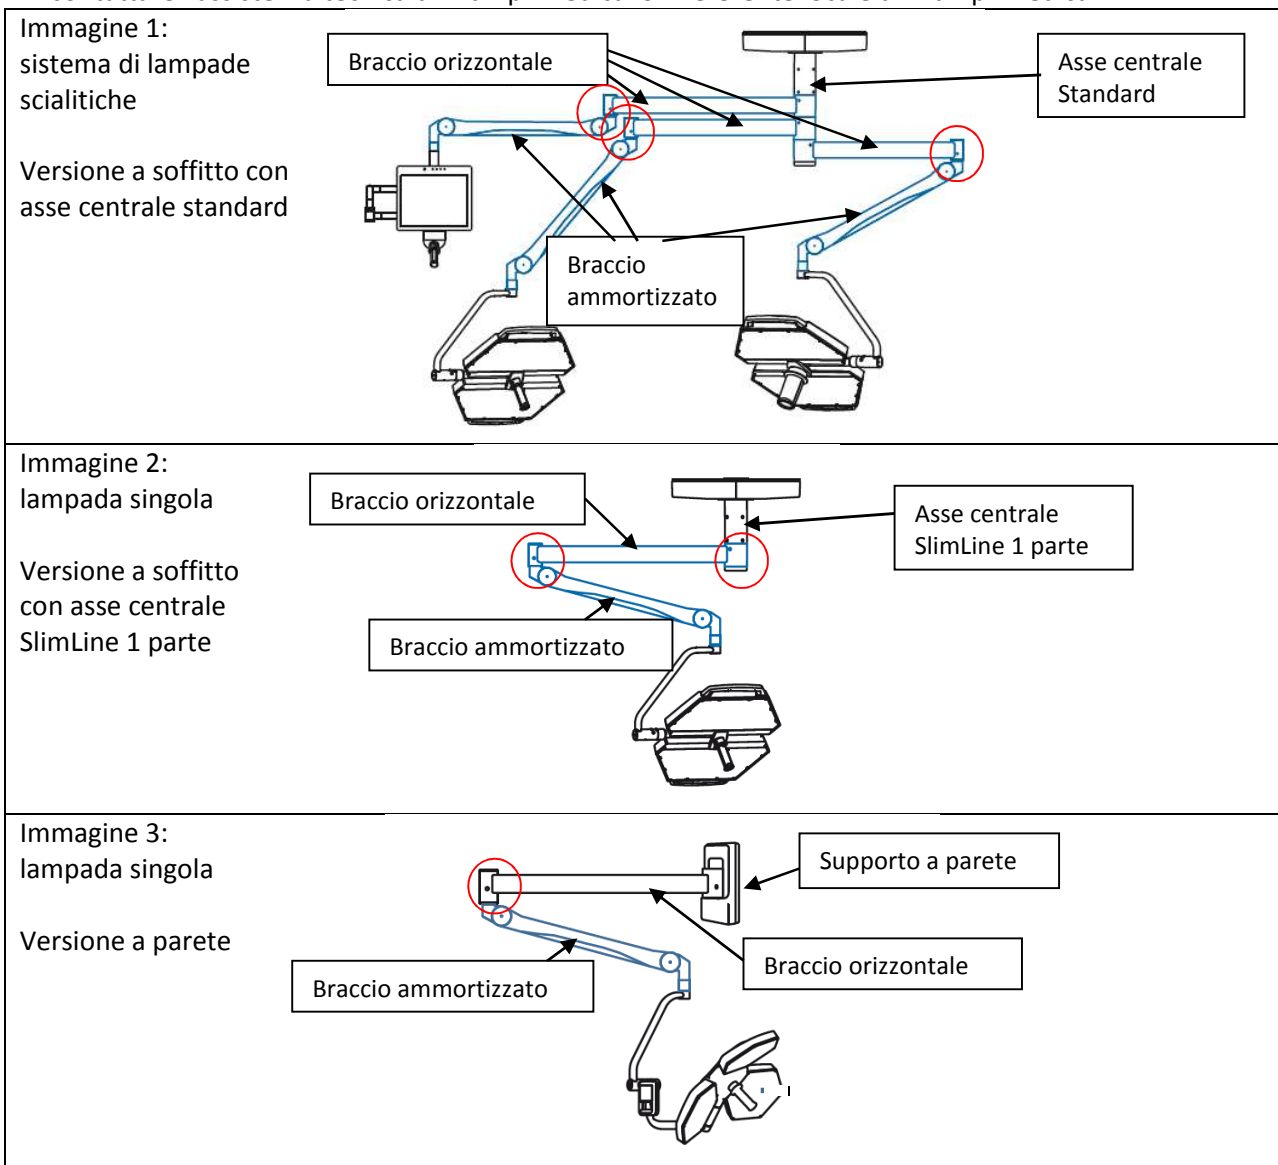 Immagine 1:
sistema di lampade
scialitiche
Versione a soffitto con
asse centrale standard
Braccio orizzontale
Asse centrale
Standard
Braccio
ammortizzato
Immagine 2:
lampada singola
Versione a soffitto
con asse centrale
SlimLine 1 parte
Braccio orizzontale
Asse centrale
SlimLine 1 parte
Braccio ammortizzato
Immagine 3:
lampada singola
Versione a parete
Supporto a parete
Braccio orizzontale
Braccio ammortizzato